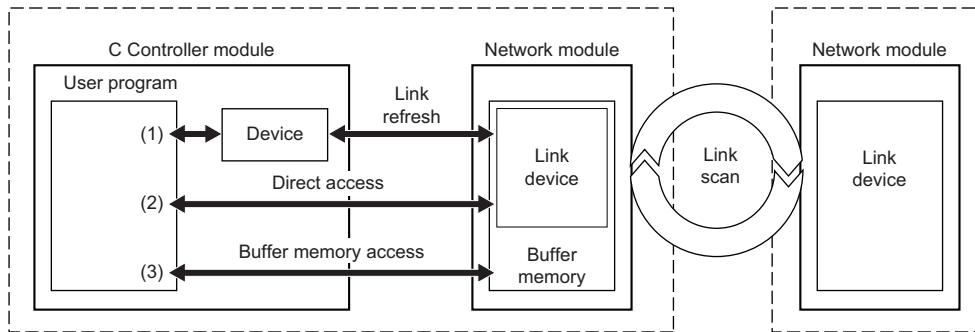 C Controller module
Network module
Network module
User program
Link
refresh
(1)
Device
Link
device
Link
scan
Link
device
Direct access
(2)
Buffer memory access
Buffer
memory
(3)